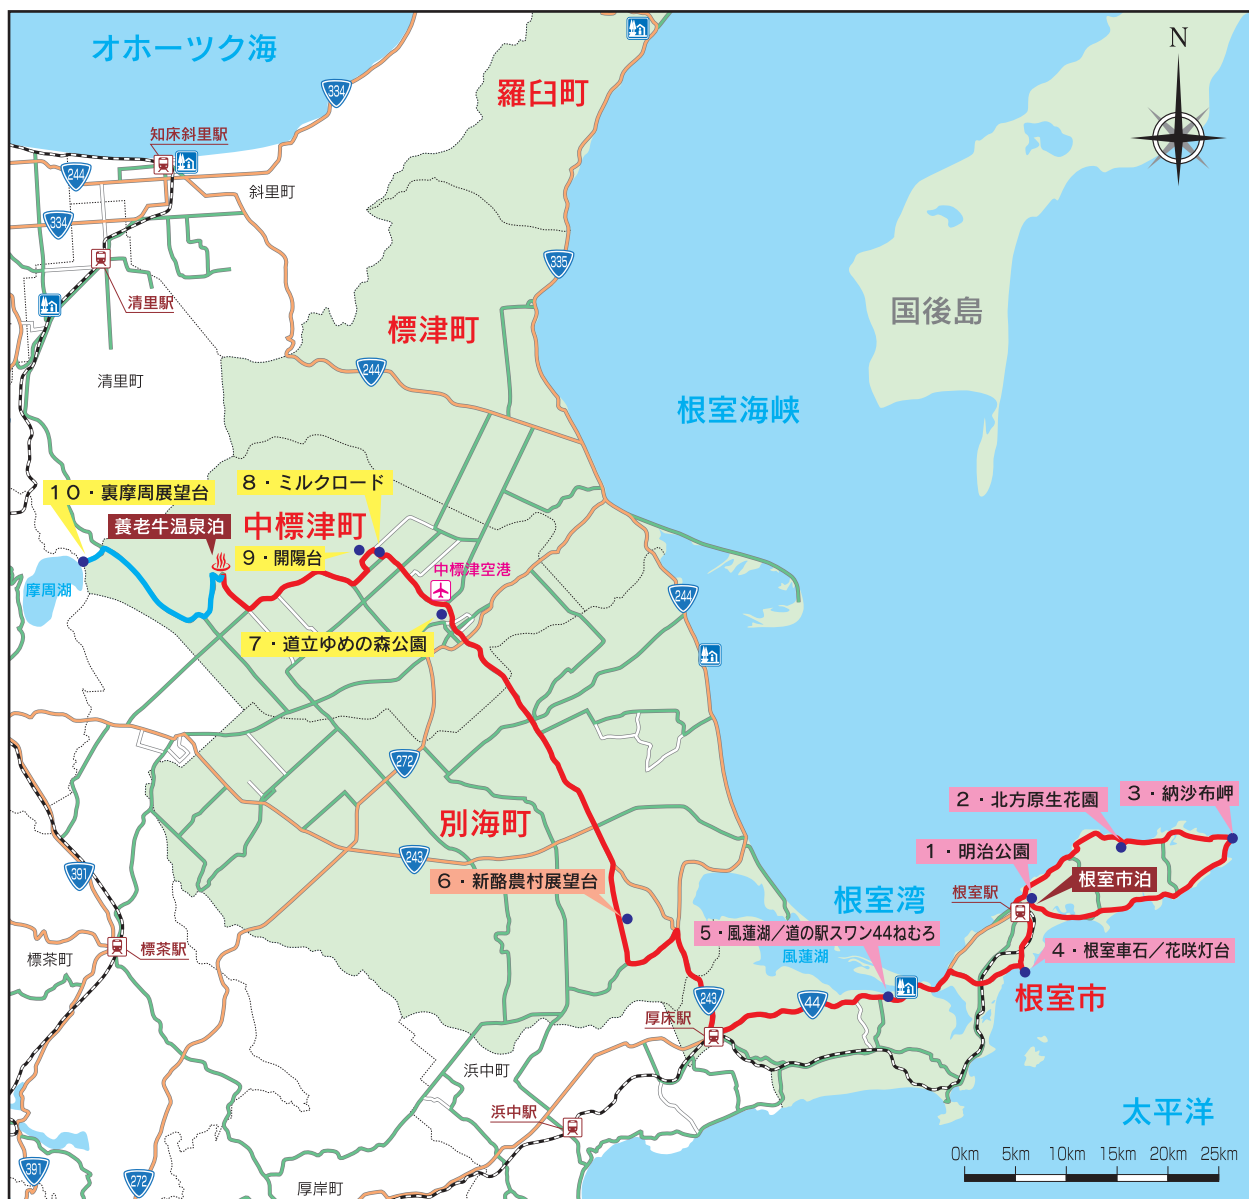 オホーツク海
羅臼町
N
334
知床斜里駅
244
斜里町
334
335
清里駅
国後島
標津町
244
清里町
根室海峡
8・ミルクロード
10・裏摩周展望台
養老牛温泉泊
中標津町
9・開陽台
中標津空港
摩周湖
244
7・道立ゆめの森公園
272
別海町
2・北方原生花園
3・納沙布岬
243
1・明治公園
391
6・新酪農村展望台
根室市泊
根室駅
根室湾
5・風蓮湖／道の駅スワン44ねむろ
標茶町
標茶駅
風蓮湖
4・根室車石／花咲灯台
根室市
243
44
厚床駅
浜中町
浜中駅
太平洋
0km 5km 10km 15km 20km 25km
391
272
厚岸町